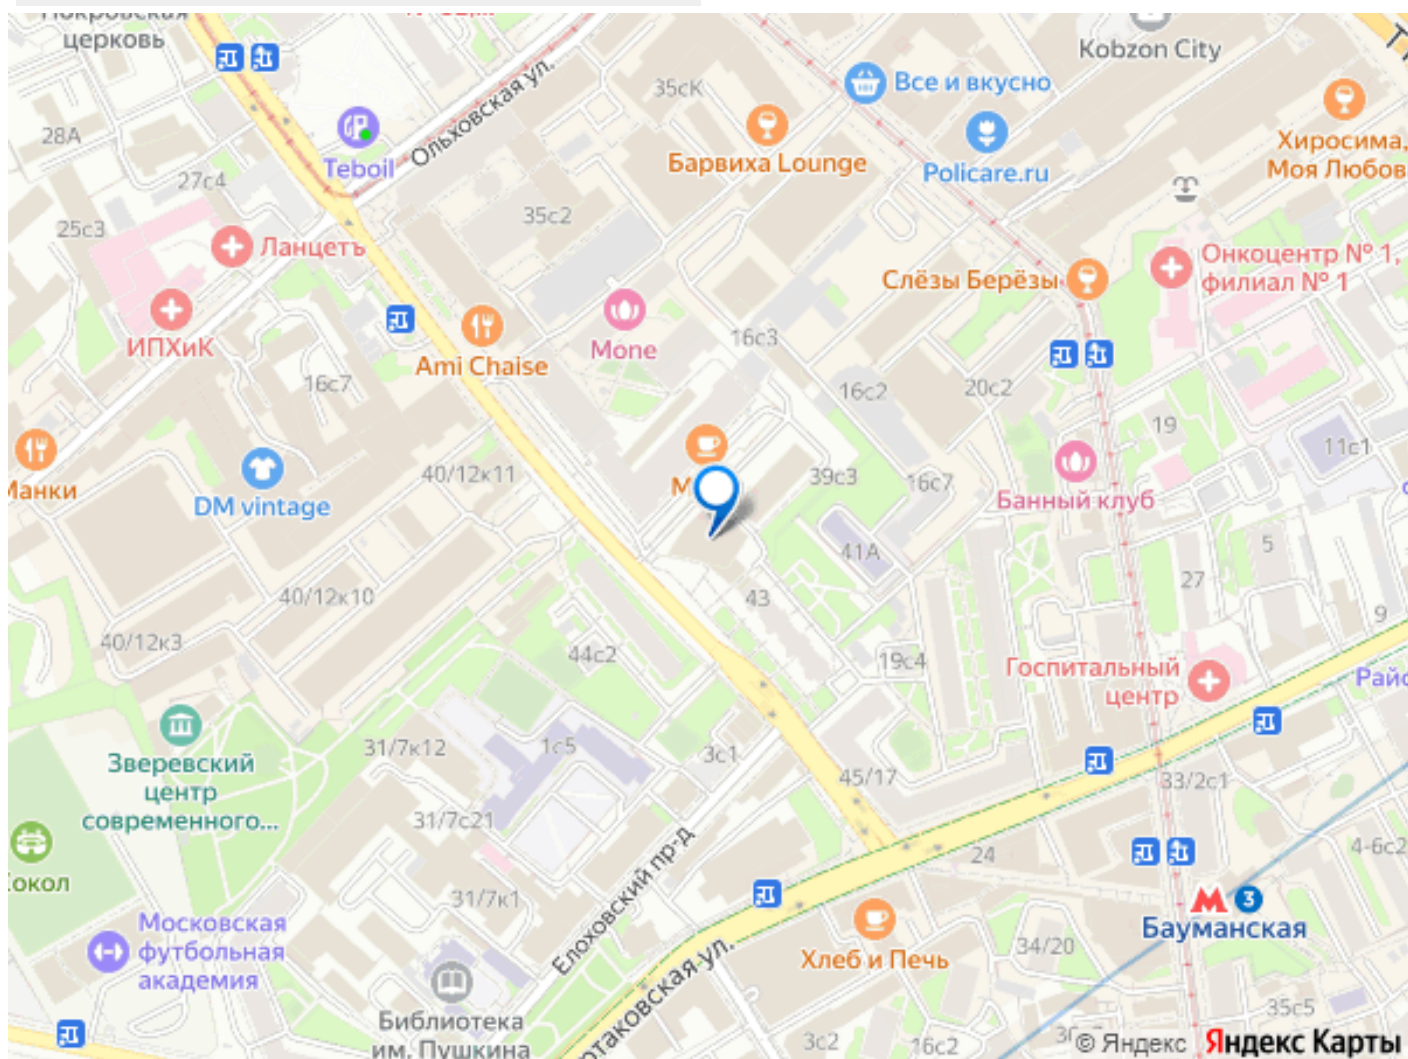 Покровская
церковь
Kobzon City
Все и вкусно
35сК
Ольховская ул.
28А
Teboil
Барвиха Lounge
Policare.ru
Хиросима,
Моя Любов
27с4
35с2
25с3
Ланцетъ
Онкоцентр № 1,
филиал № 1
Слёзы Берёзы
ИПХиК
Mone
16с3
Ami Chaise
16с7
16с2
20с2
19
11с1
Манки
40/12к11
DM vintage
39с3
16с7
Банный клуб
41А
5
27
40/12к10
43
9
40/12к3
44с2
19с4
Госпитальный
центр
Зверевский
центр
современного...
31/7к12
1с5
3с1
45/17
33/2с1
31/7с21
24
4-6с2
Сокол
31/7к1
Елоховский пр-д
3
Бауманская
Московская
футбольная
академия
Хлеб и Печь
34/20
Библиотека
им. Пушкина
35с5
3с2
16с2
© Яндекс Яндекс Карты